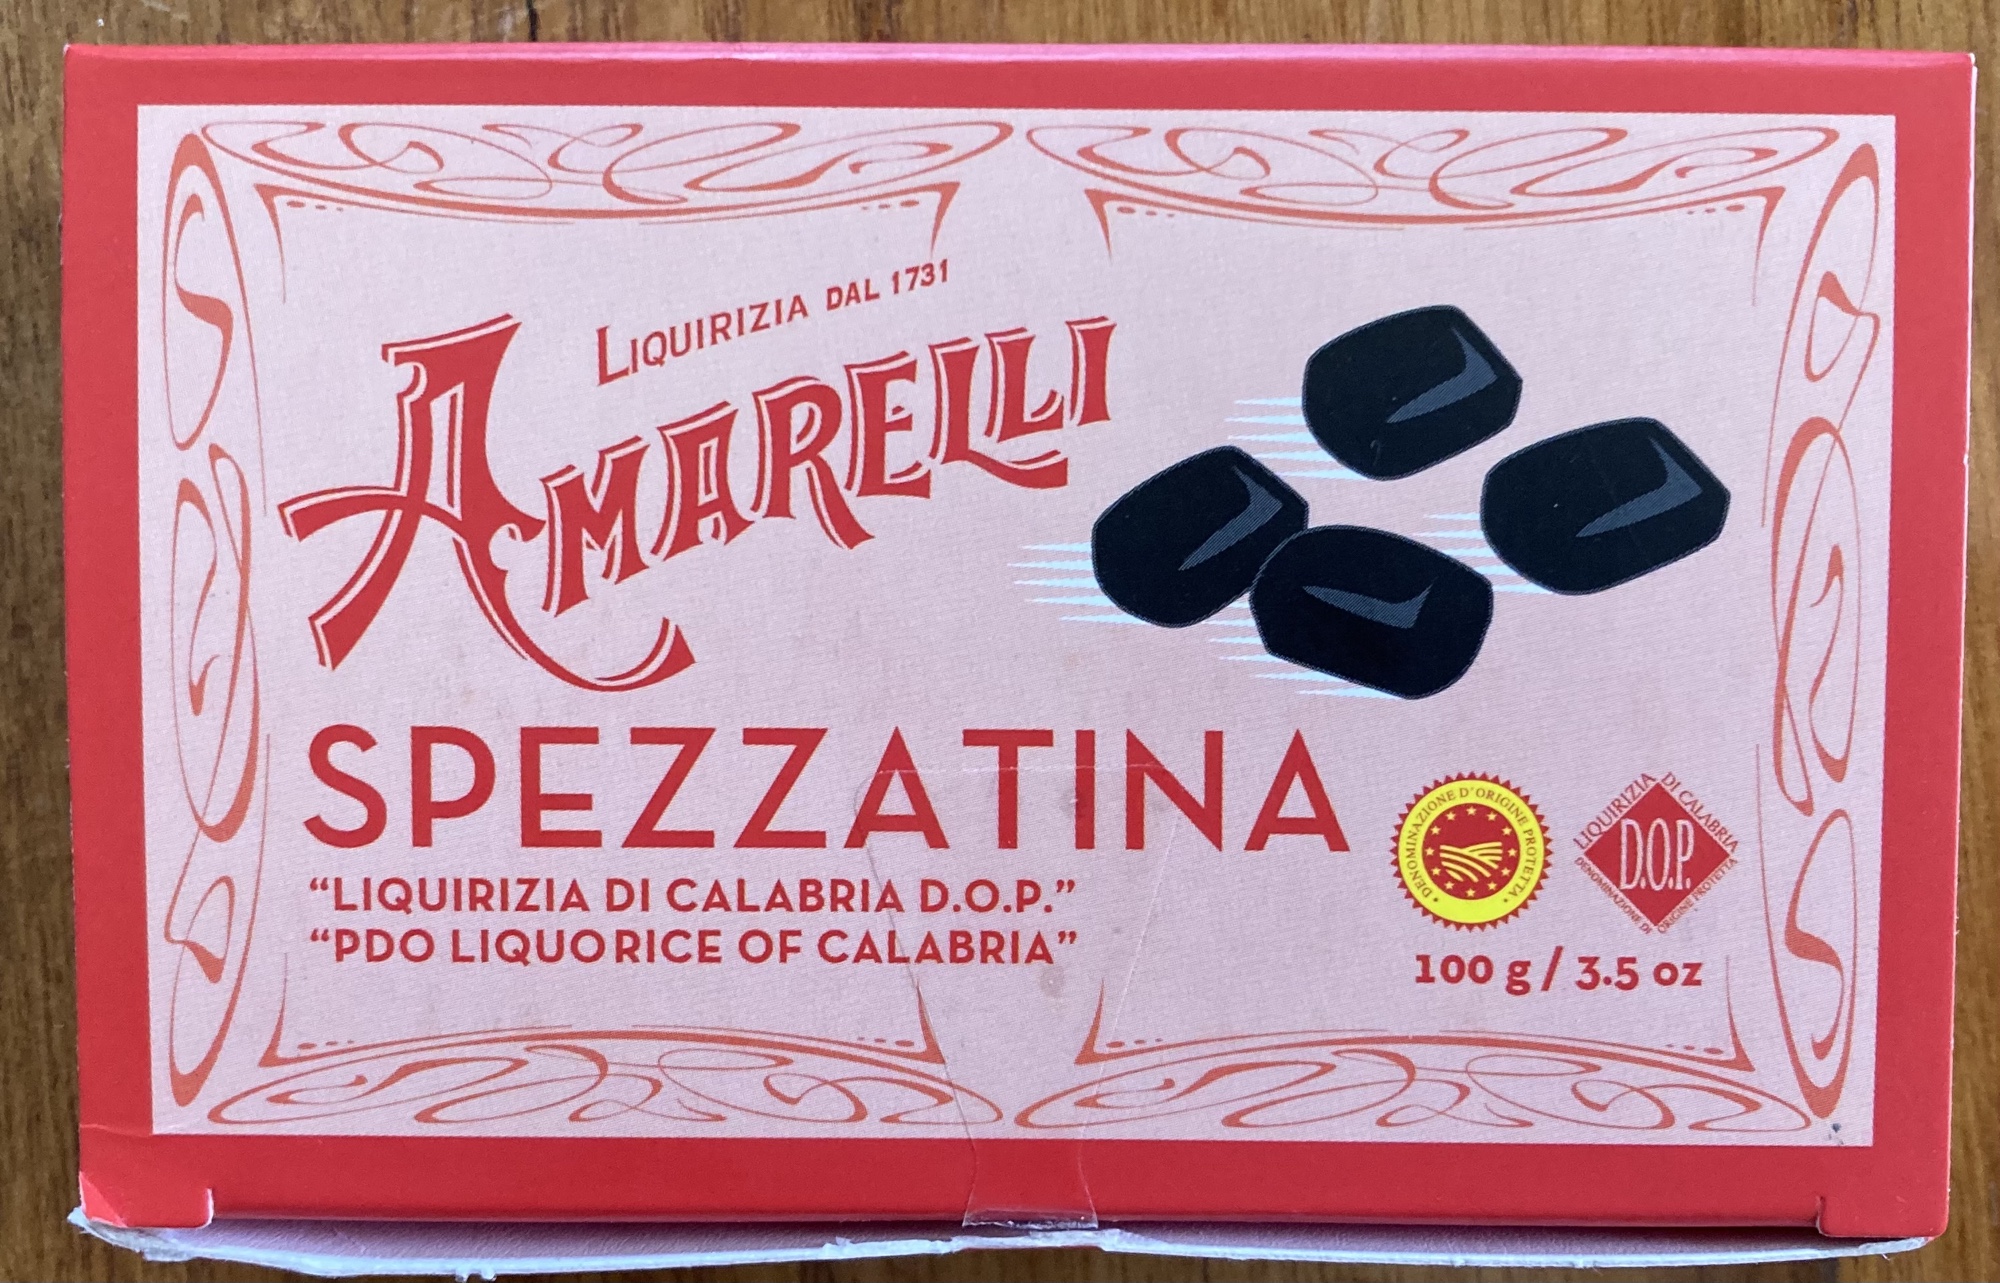 LIQUIRIZIA DAL 1731
AMARELLI
SPEZZATINA
“LIQUIRIZIA DI CALABRIA D.O.P.”
“PDO LIQUORICE OF CALABRIA”
DENOMINAZIONE D'ORIGINE PROTETTA
LIQUIRIZIA DI CALABRIA
D.O.P.
DENOMINAZIONE DI ORIGINE PROTETTA
100 g / 3.5 oz